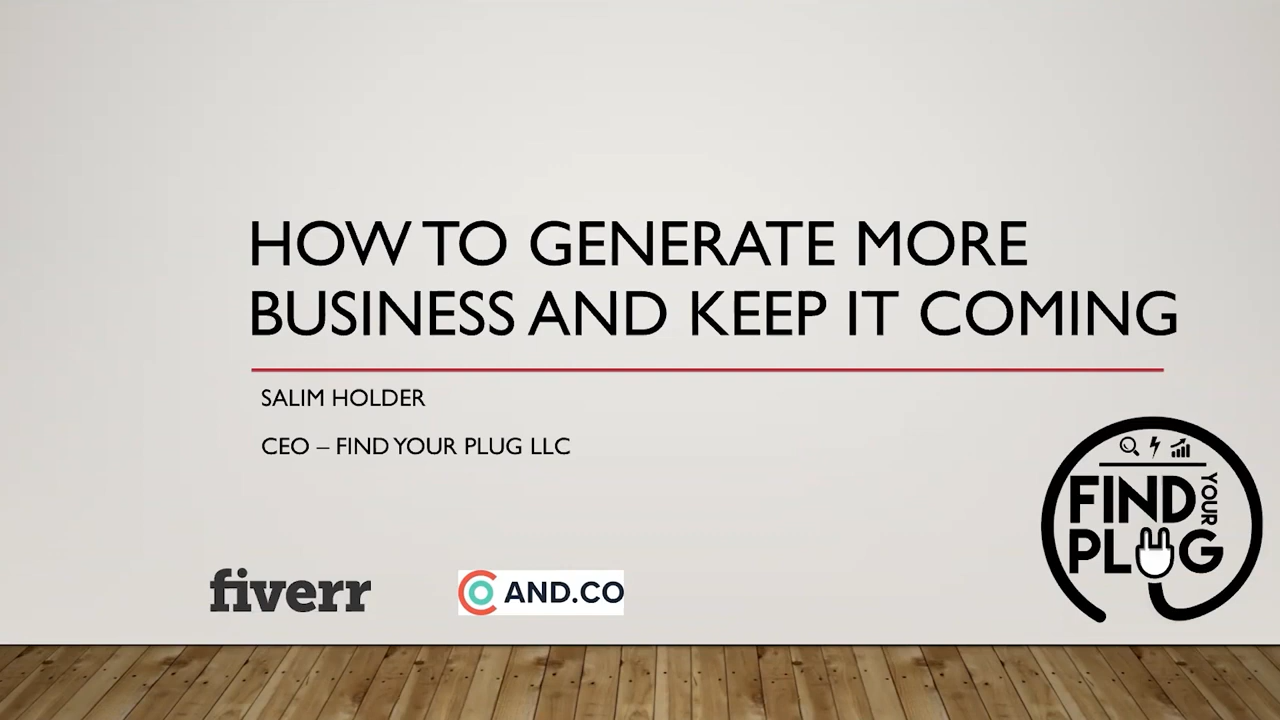 HOW TO GENERATE MORE
BUSINESS AND KEEP IT COMING
SALIM HOLDER
CEO – FIND YOUR PLUG LLC
fiverr
AND.CO
FIND YOUR
PLUG